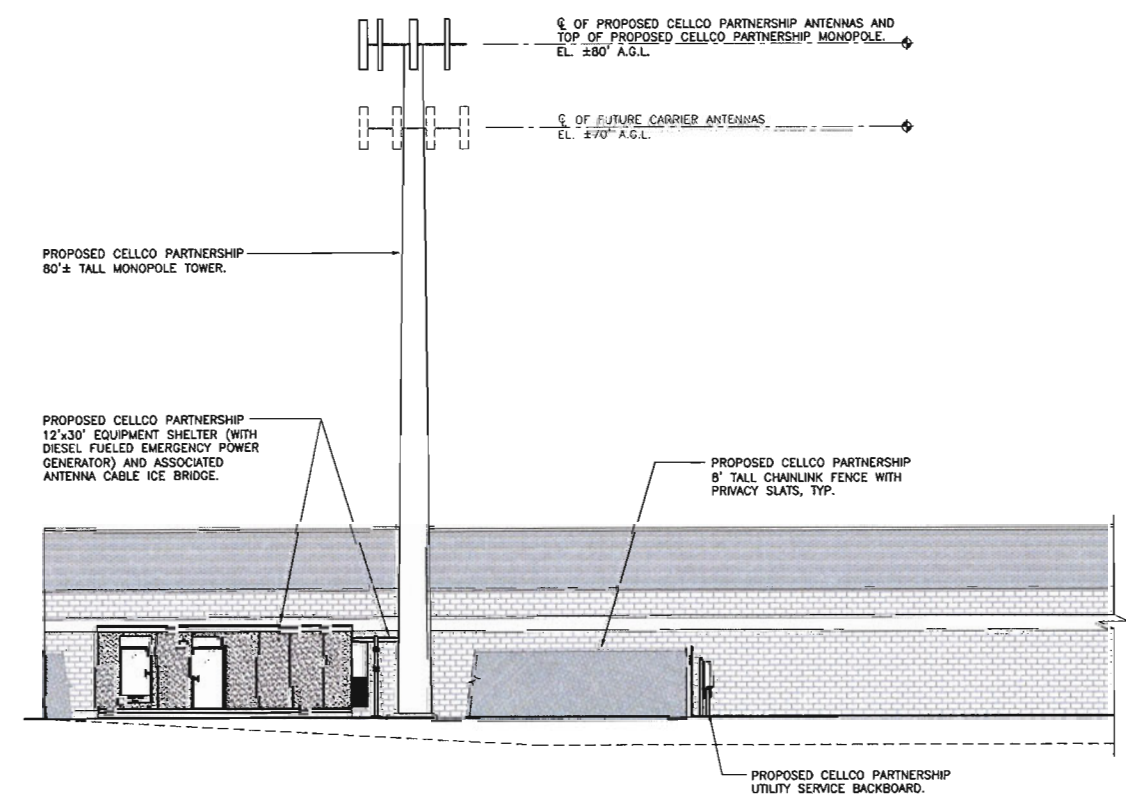 ℄ OF PROPOSED CELLCO PARTNERSHIP ANTENNAS AND
TOP OF PROPOSED CELLCO PARTNERSHIP MONOPOLE.
EL. ±80' A.G.L.
℄ OF FUTURE CARRIER ANTENNAS
EL. ±70' A.G.L.
PROPOSED CELLCO PARTNERSHIP
80'± TALL MONOPOLE TOWER.
PROPOSED CELLCO PARTNERSHIP
12'x30' EQUIPMENT SHELTER (WITH
DIESEL FUELED EMERGENCY POWER
GENERATOR) AND ASSOCIATED
ANTENNA CABLE ICE BRIDGE.
PROPOSED CELLCO PARTNERSHIP
8' TALL CHAINLINK FENCE WITH
PRIVACY SLATS, TYP.
PROPOSED CELLCO PARTNERSHIP
UTILITY SERVICE BACKBOARD.